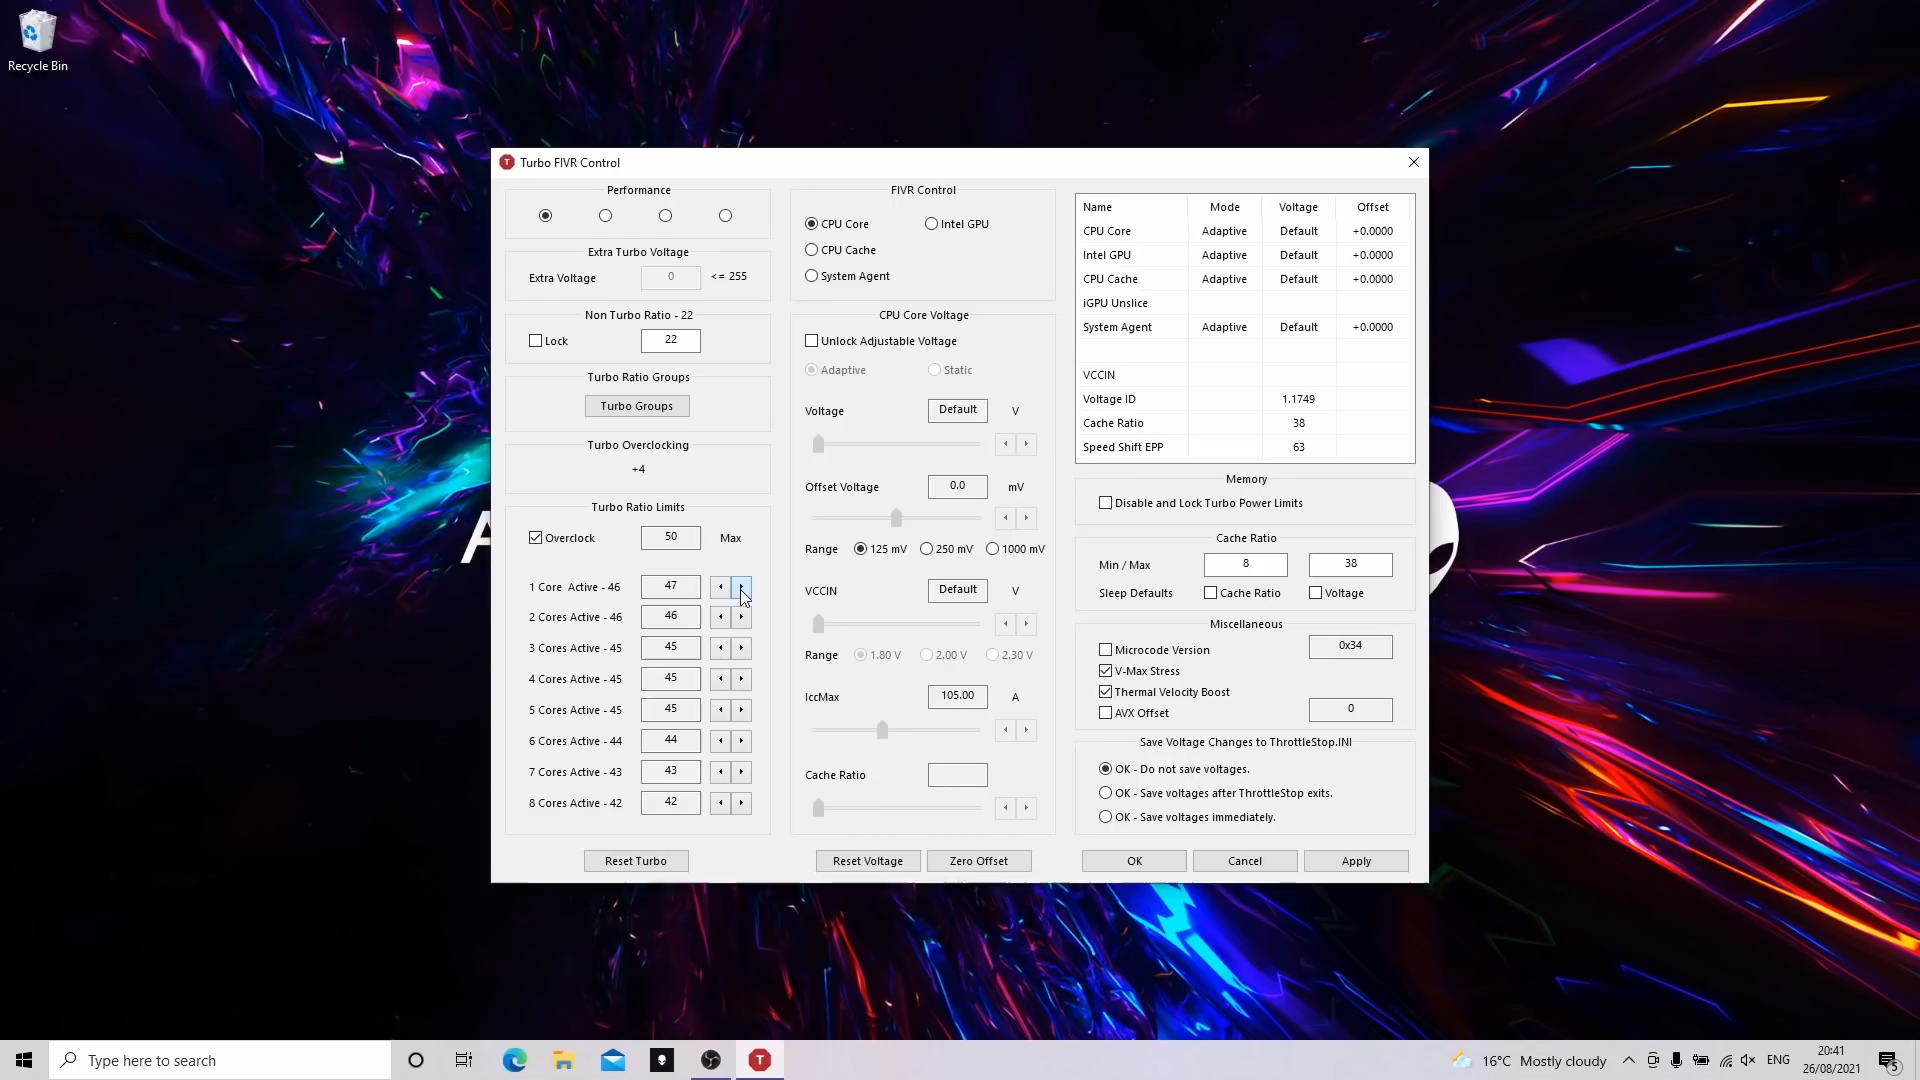 Recycle Bin
Turbo FIVR Control
Performance
Extra Turbo Voltage
Extra Voltage 0 <= 255
Non Turbo Ratio - 22
Lock 22
Turbo Ratio Groups
Turbo Groups
Turbo Overclocking
+4
Turbo Ratio Limits
Overclock 50 Max
1 Core Active - 46 47
2 Cores Active - 46 46
3 Cores Active - 45 45
4 Cores Active - 45 45
5 Cores Active - 45 45
6 Cores Active - 44 44
7 Cores Active - 43 43
8 Cores Active - 42 42
Reset Turbo
FIVR Control
CPU Core Intel GPU
CPU Cache
System Agent
CPU Core Voltage
Unlock Adjustable Voltage
Adaptive Static
Voltage Default V
Offset Voltage 0.0 mV
Range 125 mV 250 mV 1000 mV
VCCIN Default V
Range 1.80 V 2.00 V 2.30 V
IccMax 105.00 A
Cache Ratio
Reset Voltage Zero Offset
Name Mode Voltage Offset
CPU Core Adaptive Default +0.0000
Intel GPU Adaptive Default +0.0000
CPU Cache Adaptive Default +0.0000
iGPU Unslice
System Agent Adaptive Default +0.0000
VCCIN
Voltage ID 1.1749
Cache Ratio 38
Speed Shift EPP 63
Memory
Disable and Lock Turbo Power Limits
Cache Ratio
Min / Max 8 38
Sleep Defaults Cache Ratio Voltage
Miscellaneous
Microcode Version 0x34
V-Max Stress
Thermal Velocity Boost
AVX Offset 0
Save Voltage Changes to ThrottleStop.INI
OK - Do not save voltages.
OK - Save voltages after ThrottleStop exits.
OK - Save voltages immediately.
OK Cancel Apply
A
Type here to search
T
16°C Mostly cloudy
ENG
20:41
26/08/2021
5